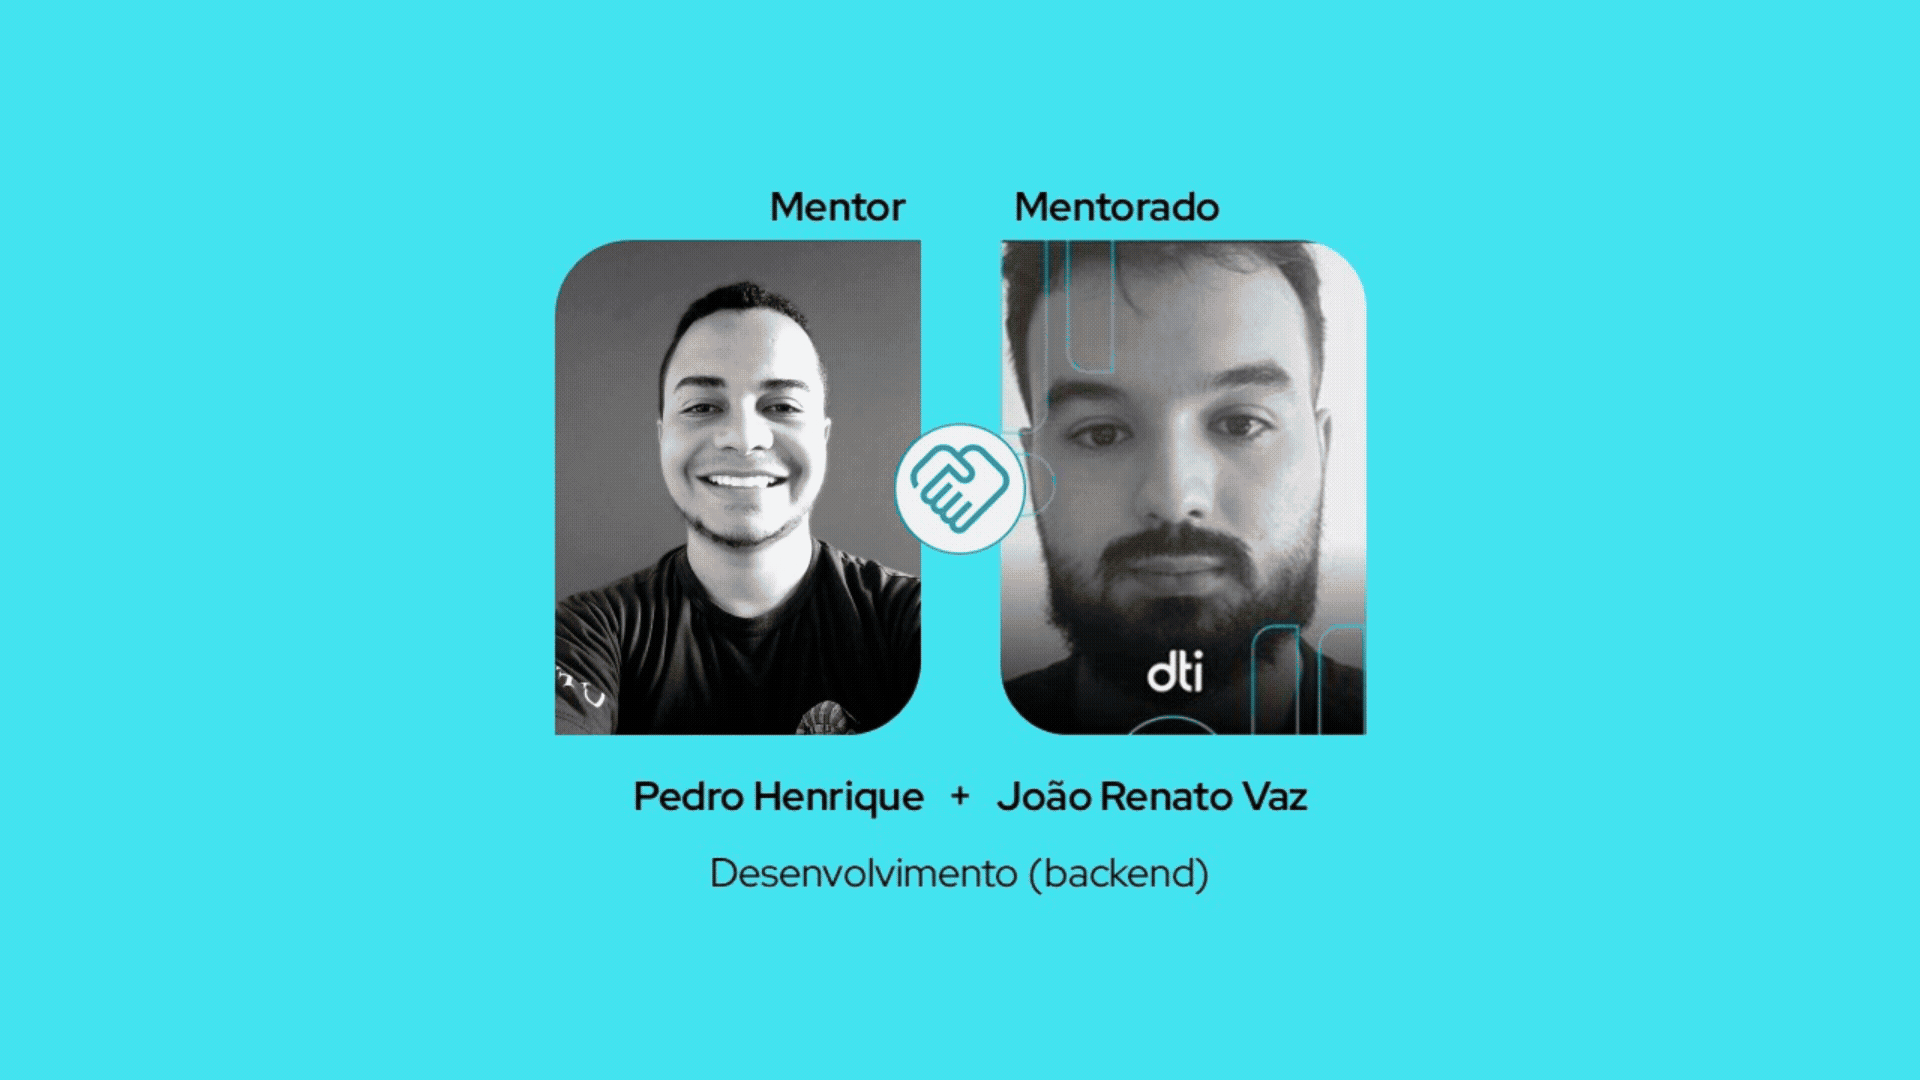 Mentor
Mentorado
dti
Pedro Henrique + João Renato Vaz
Desenvolvimento (backend)